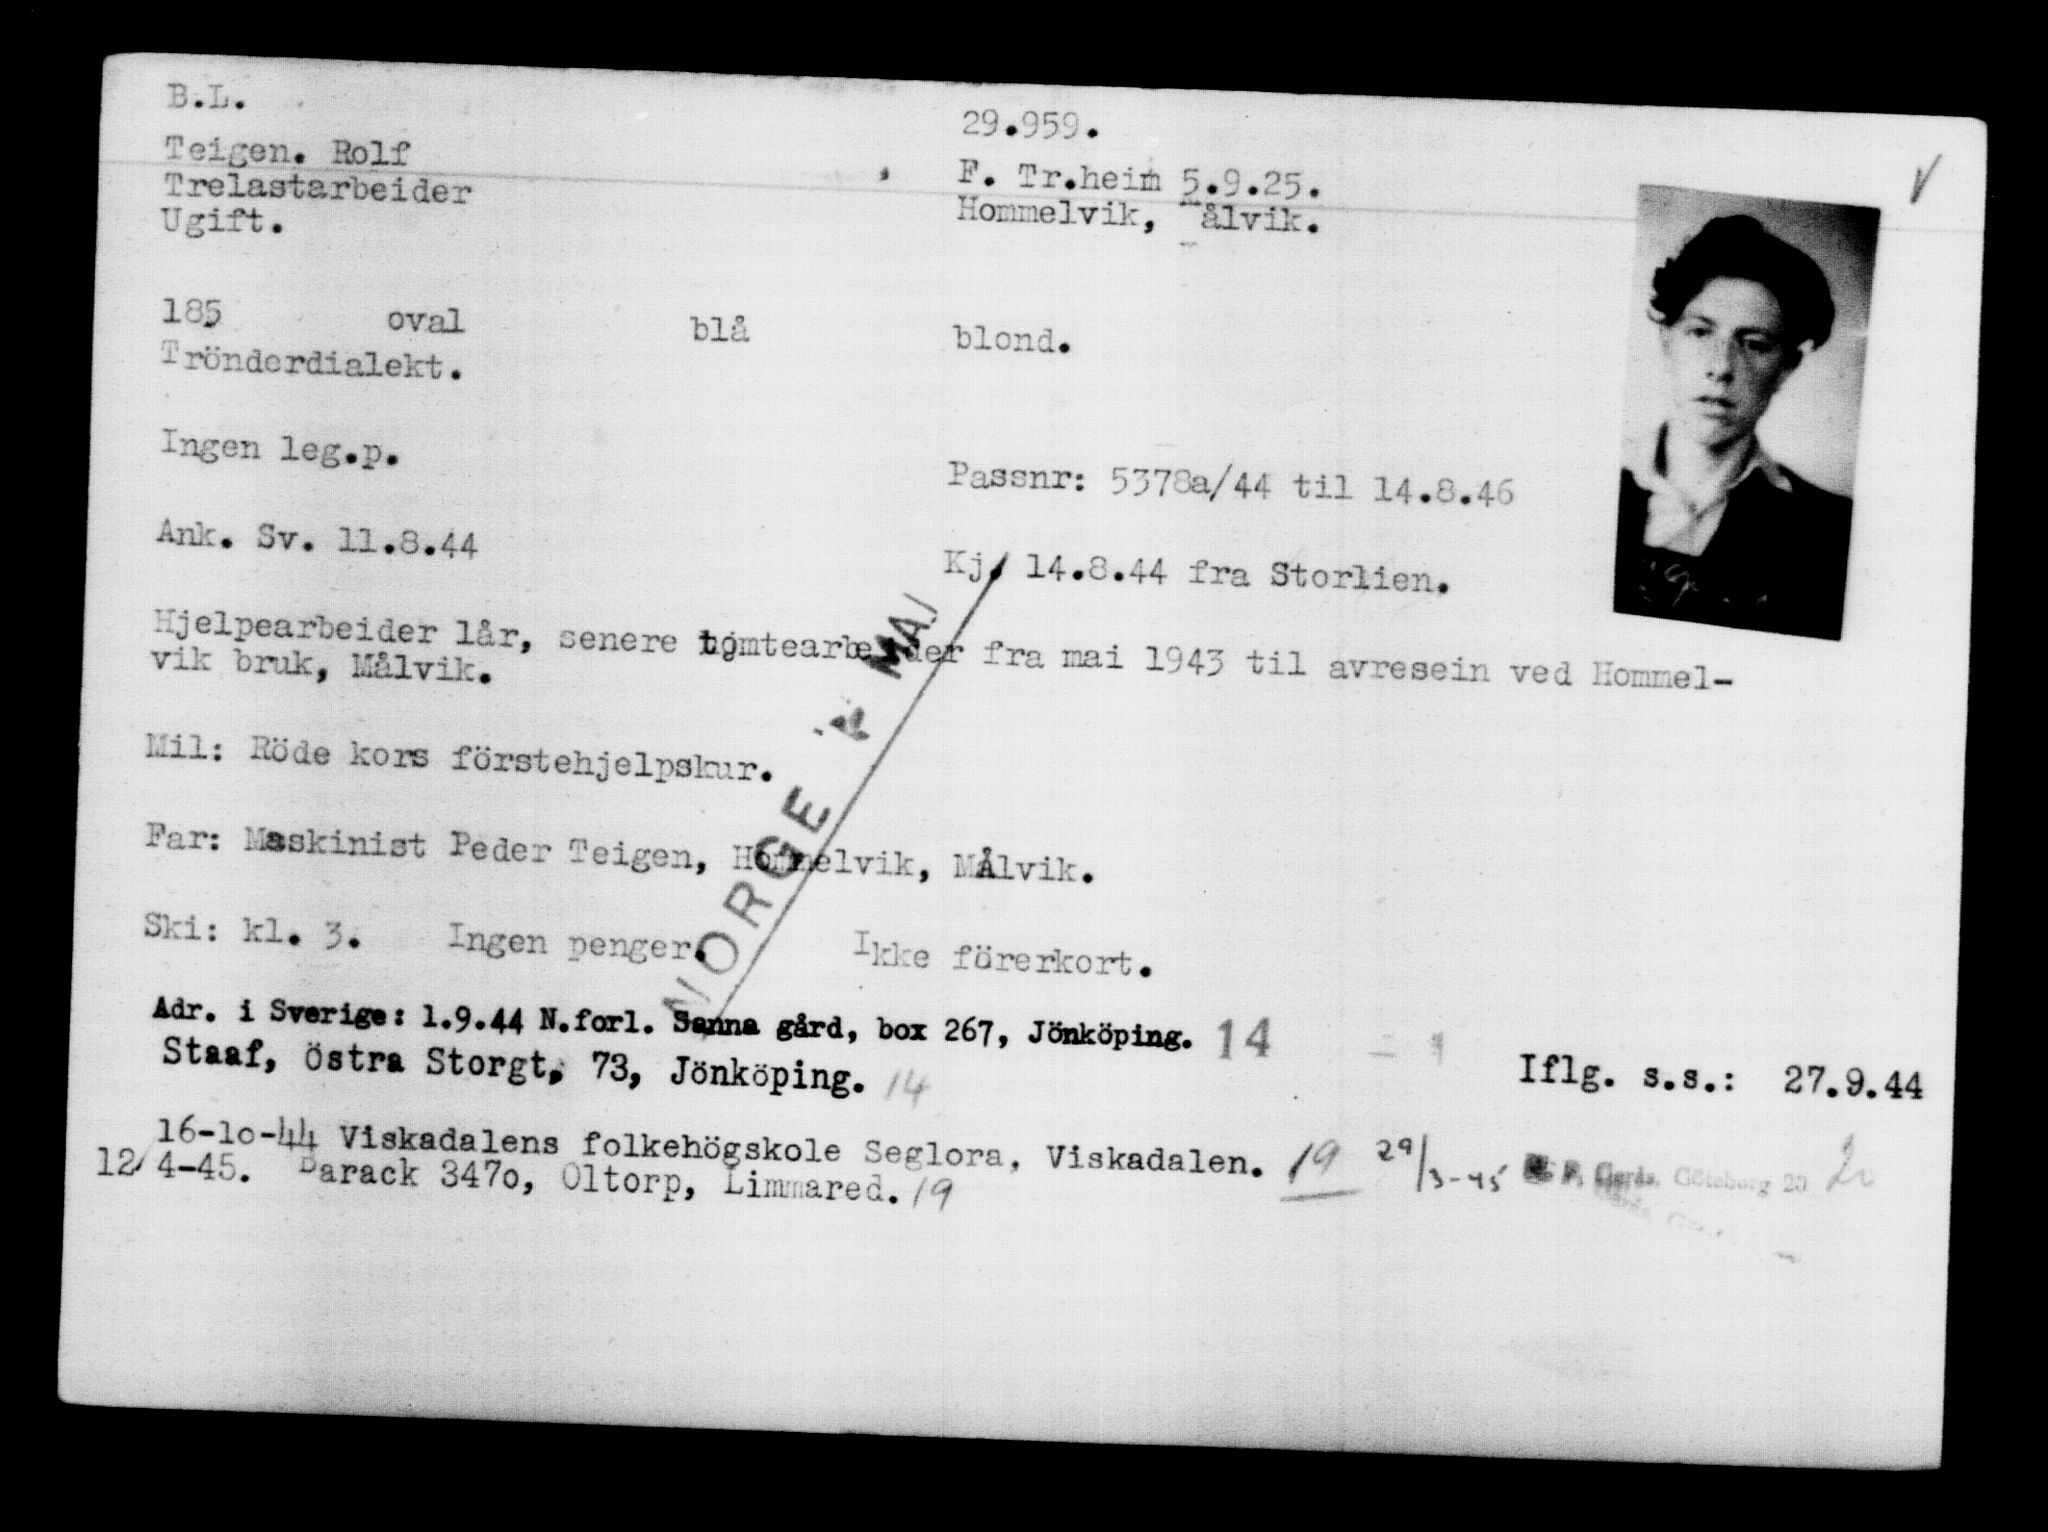 B.L.
29.959.
Teigen. Rolf
F. Tr.heim 5.9.25.
Trelastarbeider
Hommelvik, Målvik.
Ugift.
185 oval blå blond.
Trönderdialekt.
Ingen leg.p.
Passnr: 5378a/44 til 14.8.46
Ank. Sv. 11.8.44
Kj. 14.8.44 fra Storlien.
Hjelpearbeider lår, senere tomtearbeider fra mai 1943 til avresein ved Hommel-
vik bruk, Målvik.
Mil: Röde kors förstehjelpskur.
Far: Maskinist Peder Teigen, Hommelvik, Målvik.
Ski: kl. 3. Ingen penger. Ikke förerkort.
NORGE MAI
Adr. i Sverige: 1.9.44 N.forl. Sanna gård, box 267, Jönköping. 14
Staaf, östra Storgt. 73, Jönköping. 14
Iflg. s.s.: 27.9.44
16-10-44 Viskadalens folkehögskole Seglora, Viskadalen. 19 29/3-45 Göteborg 20 20
12/4-45. Barack 3470, Oltorp, Limmared. 19